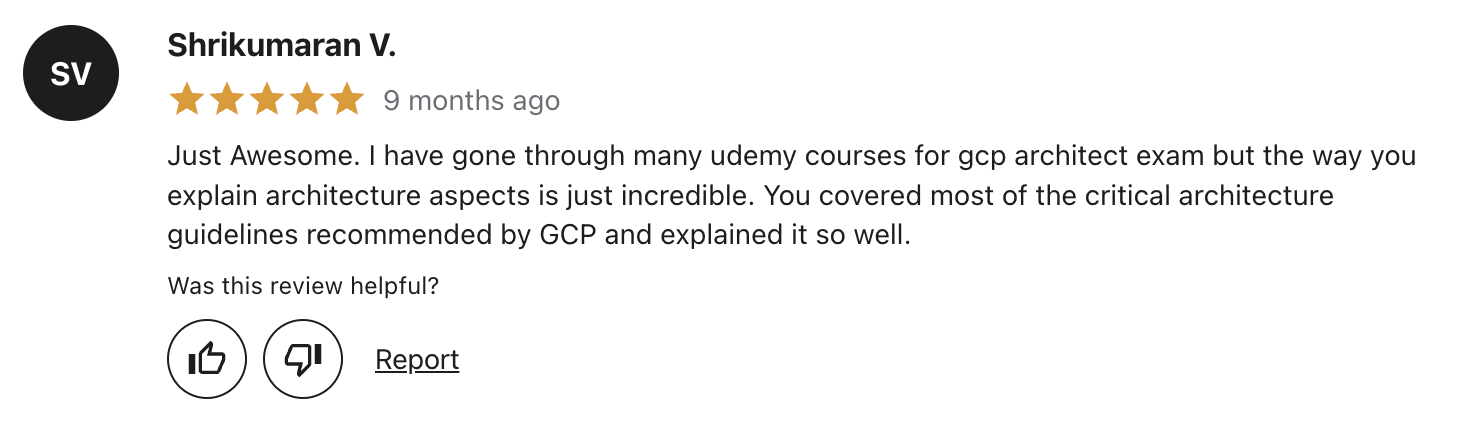 SV
Shrikumaran V.
9 months ago
Just Awesome. I have gone through many udemy courses for gcp architect exam but the way you
explain architecture aspects is just incredible. You covered most of the critical architecture
guidelines recommended by GCP and explained it so well.
Was this review helpful?
Report